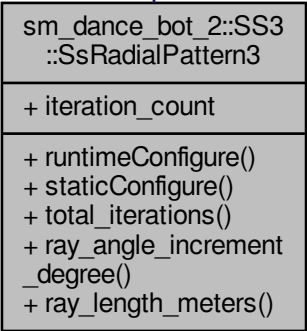 sm_dance_bot_2::SS3
::SsRadialPattern3
+ iteration_count
+ runtimeConfigure()
+ staticConfigure()
+ total_iterations()
+ ray_angle_increment
_degree()
+ ray_length_meters()